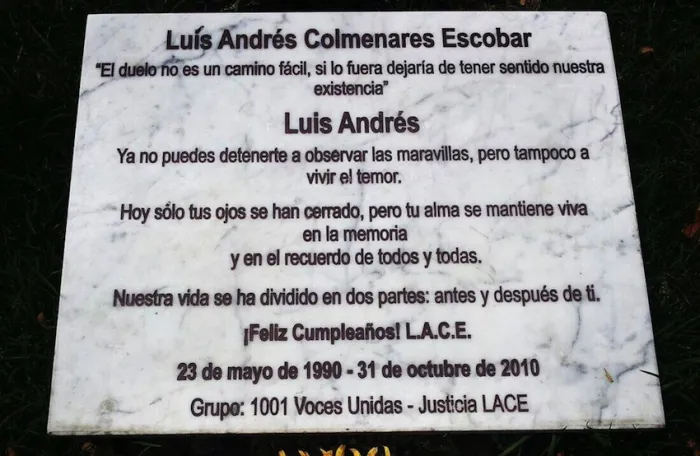 Luís Andrés Colmenares Escobar
"El duelo no es un camino fácil, si lo fuera dejaría de tener sentido nuestra
existencia"
Luis Andrés
Ya no puedes detenerte a observar las maravillas, pero tampoco a
vivir el temor.
Hoy sólo tus ojos se han cerrado, pero tu alma se mantiene viva
en la memoria
y en el recuerdo de todos y todas.
Nuestra vida se ha dividido en dos partes: antes y después de ti.
¡Feliz Cumpleaños! L.A.C.E.
23 de mayo de 1990 - 31 de octubre de 2010
Grupo: 1001 Voces Unidas - Justicia LACE